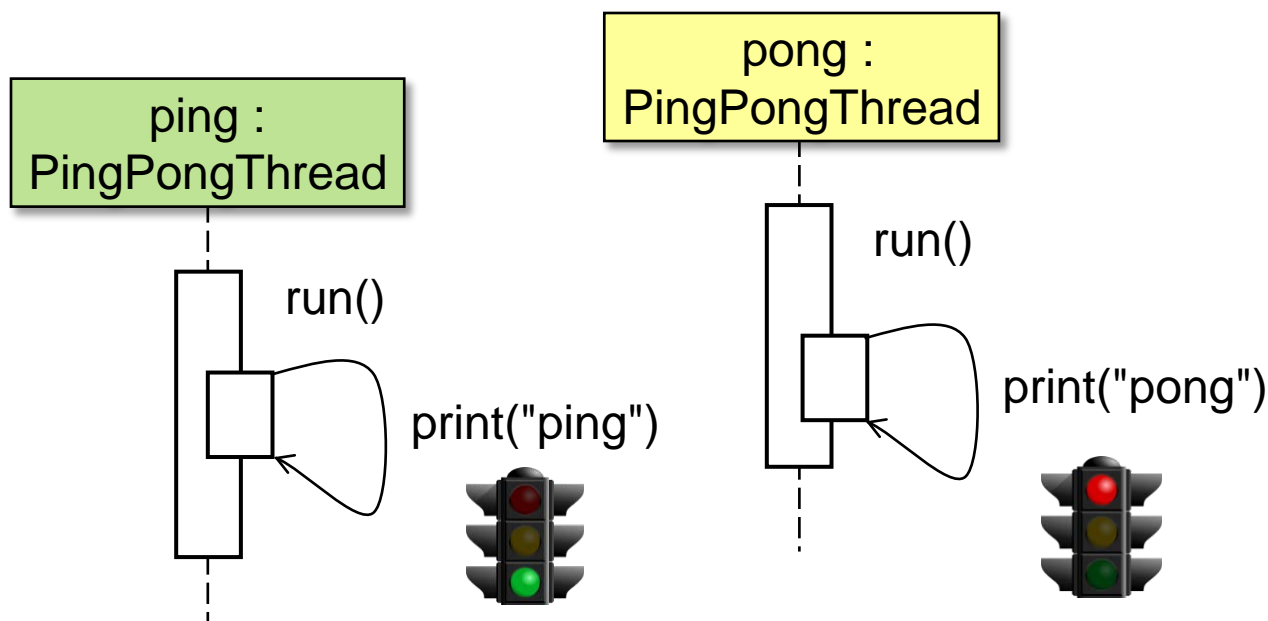 ping :
PingPongThread
run()
print("ping")
pong :
PingPongThread
run()
print("pong")